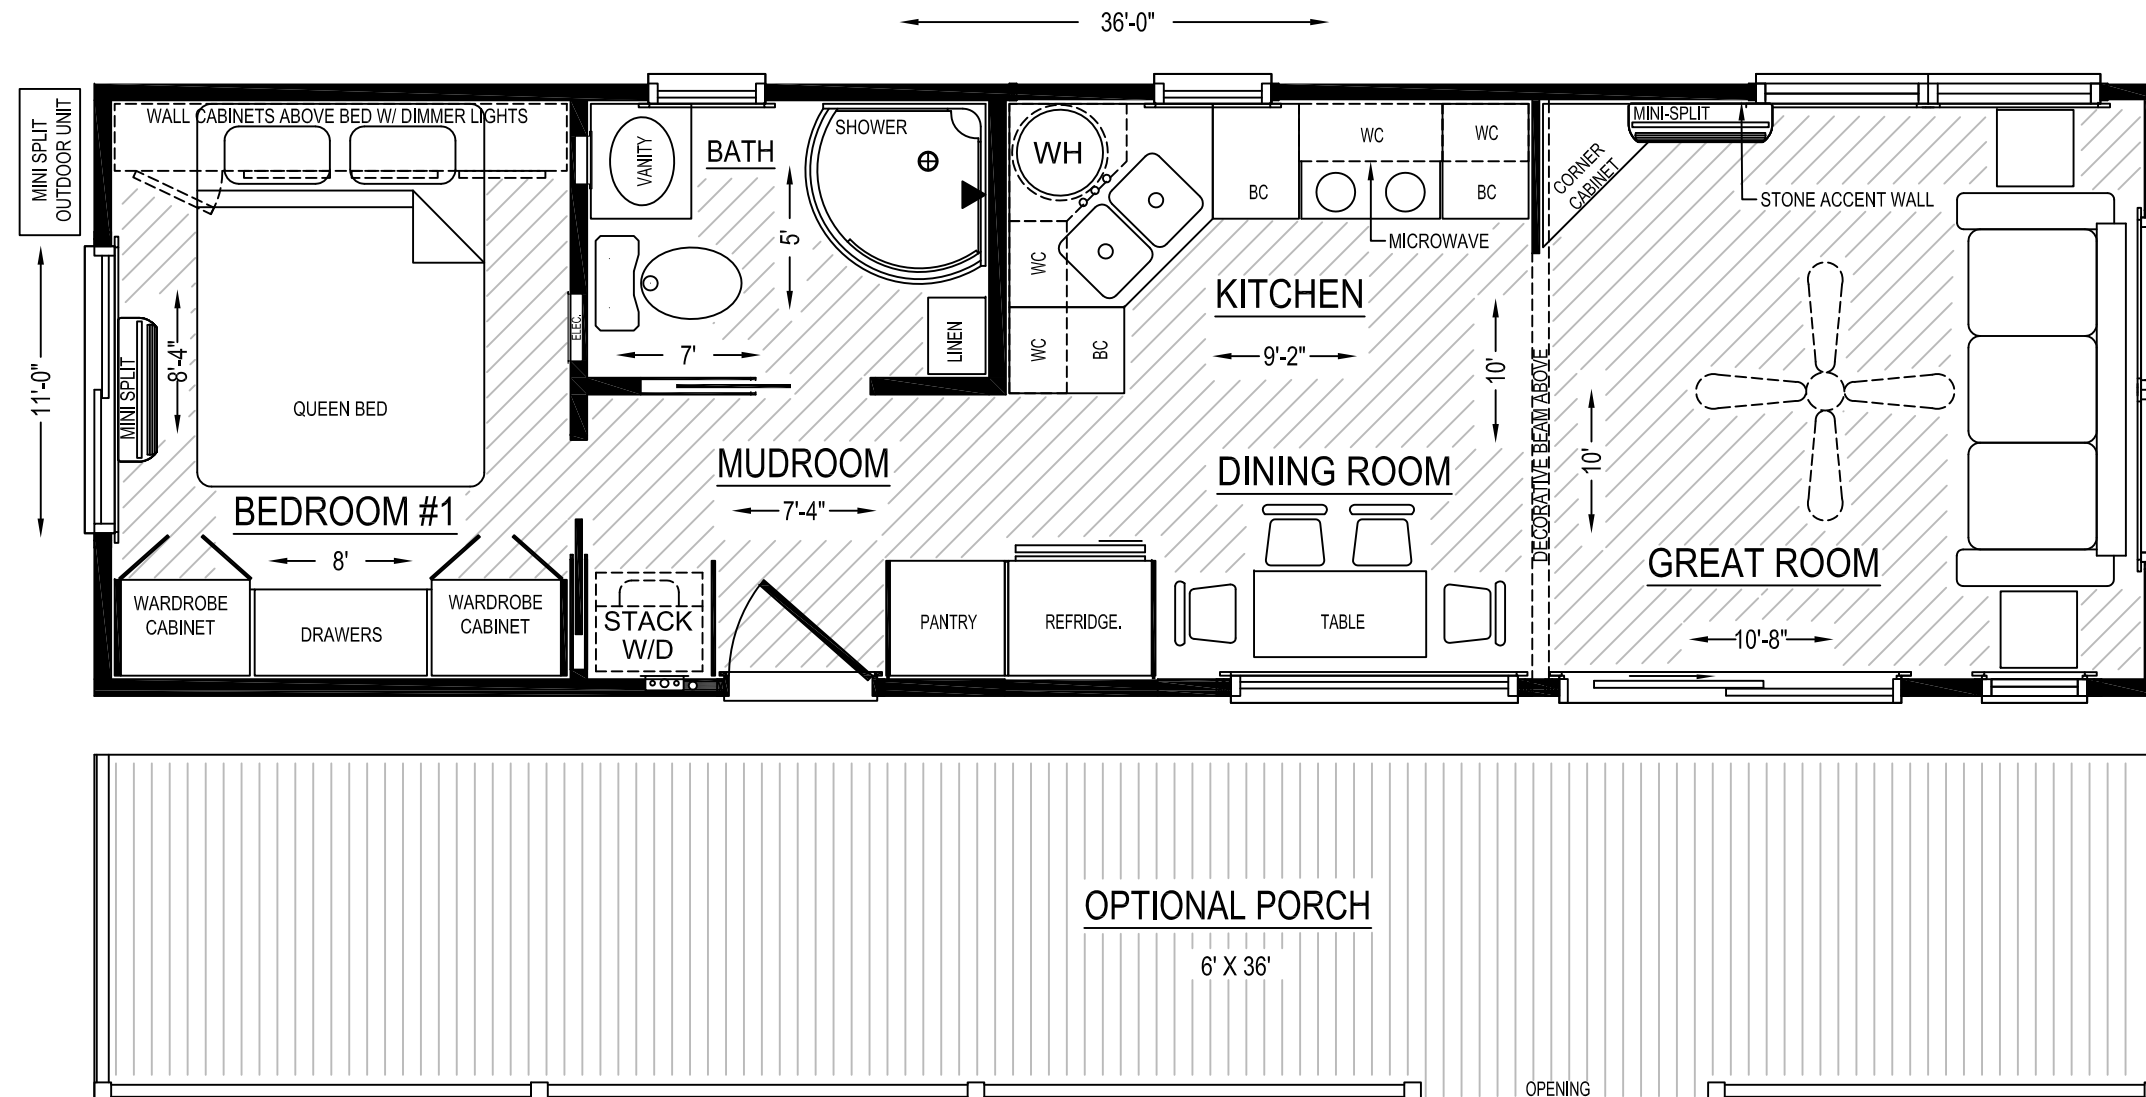 36'-0"
MINI SPLIT
OUTDOOR UNIT
WALL CABINETS ABOVE BED W/ DIMMER LIGHTS
VANITY
BATH
SHOWER
WH
WC
WC
BC
BC
MINI-SPLIT
CORNER
CABINET
STONE ACCENT WALL
MICROWAVE
5'
WC
KITCHEN
ELEC.
LINEN
WC
BC
7'
9'-2"
10'
11'-0"
MINI SPLIT
8'-4"
QUEEN BED
DECORATIVE BEAM ABOVE
10'
MUDROOM
7'-4"
DINING ROOM
BEDROOM #1
8'
GREAT ROOM
10'-8"
WARDROBE
CABINET
DRAWERS
WARDROBE
CABINET
STACK
W/D
PANTRY
REFRIDGE.
TABLE
OPTIONAL PORCH
6' X 36'
OPENING